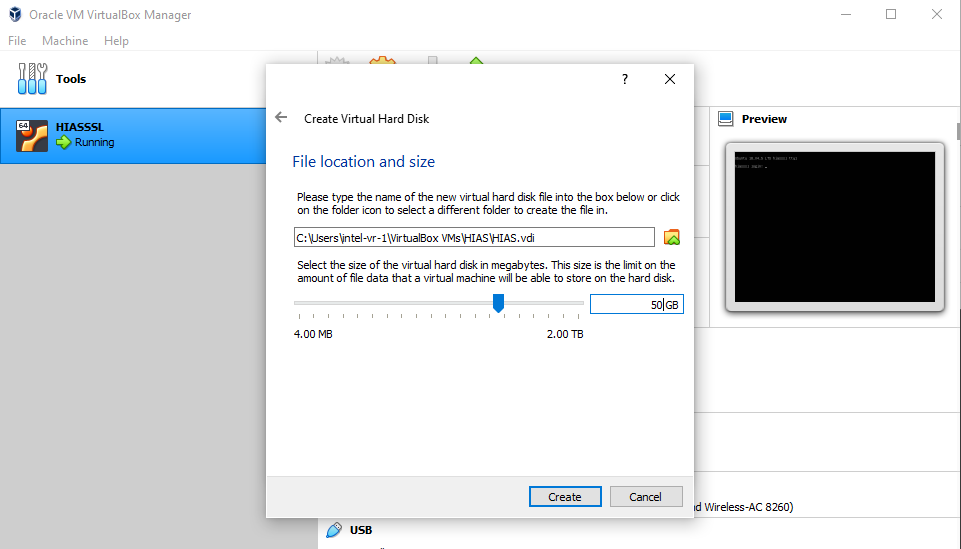 Oracle VM VirtualBox Manager
File Machine Help
Tools
64
HIASSSL
Running
?
Create Virtual Hard Disk
File location and size
Please type the name of the new virtual hard disk file into the box below or click
on the folder icon to select a different folder to create the file in.
C:\Users\intel-vr-1\VirtualBox VMs\HIAS\HIAS.vdi
Select the size of the virtual hard disk in megabytes. This size is the limit on the
amount of file data that a virtual machine will be able to store on the hard disk.
50 GB
4.00 MB
2.00 TB
Create
Cancel
Preview
Wireless-AC 8260)
USB